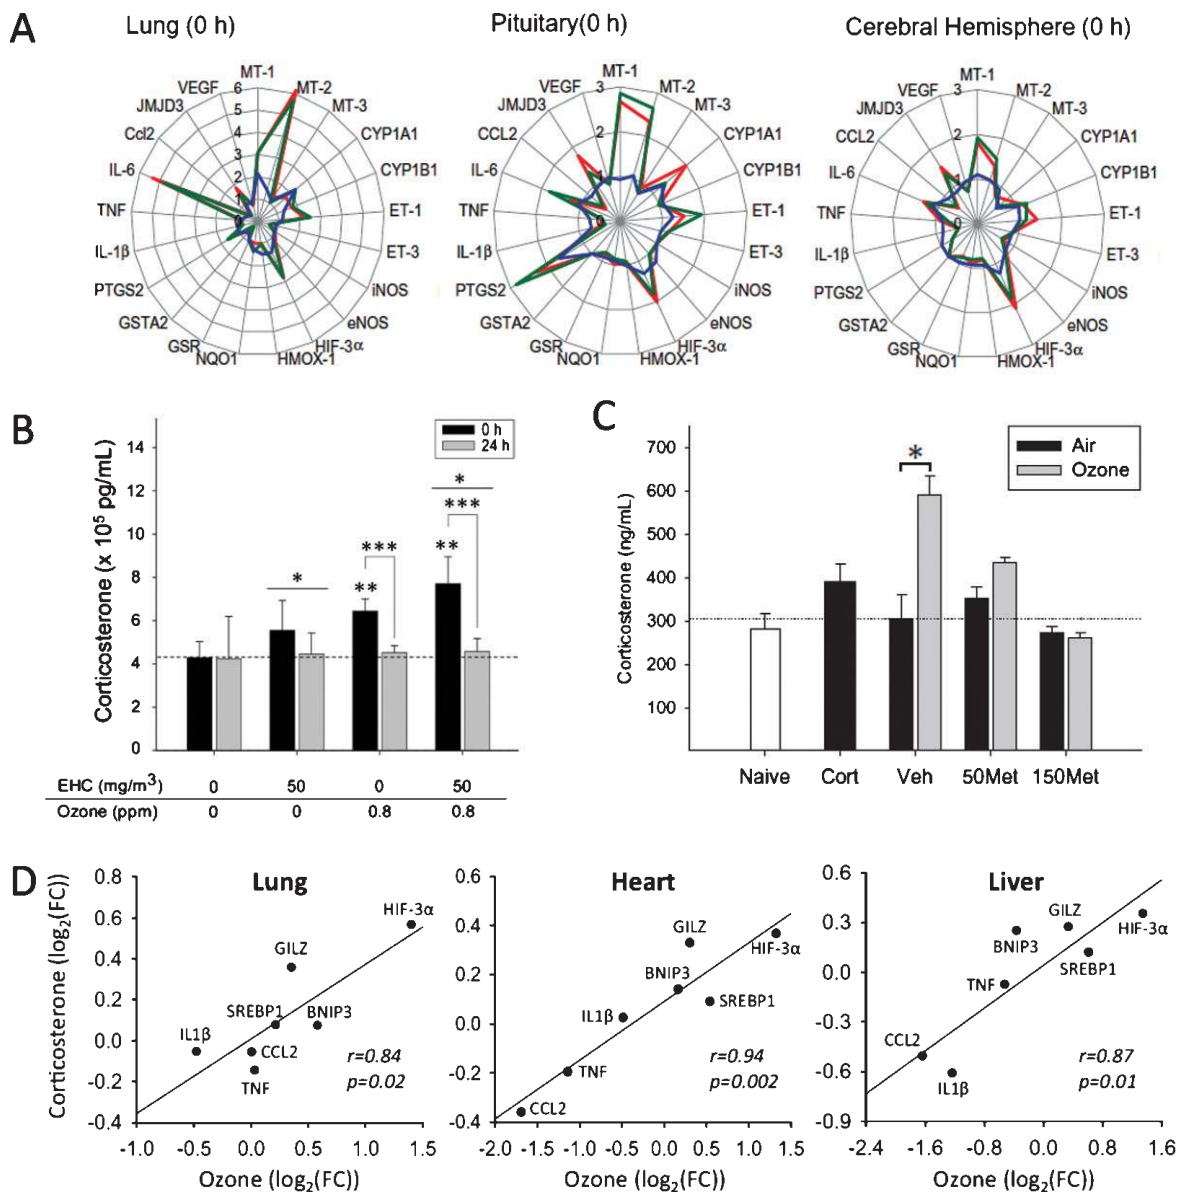 A
Lung (0 h)
Pituitary(0 h)
Cerebral Hemisphere (0 h)
MT-1
MT-2
MT-3
CYP1A1
CYP1B1
ET-1
ET-3
iNOS
eNOS
HIF-3α
HMOX-1
NQO1
GSR
GSTA2
PTGS2
IL-1β
TNF
IL-6
Ccl2
JMJD3
VEGF
6
5
4
3
2
1
0
MT-1
MT-2
MT-3
CYP1A1
CYP1B1
ET-1
ET-3
iNOS
eNOS
HIF-3α
HMOX-1
NQO1
GSR
GSTA2
PTGS2
IL-1β
TNF
IL-6
CCL2
JMJD3
VEGF
3
2
1
0
MT-1
MT-2
MT-3
CYP1A1
CYP1B1
ET-1
ET-3
iNOS
eNOS
HIF-3α
HMOX-1
NQO1
GSR
GSTA2
PTGS2
IL-1β
TNF
IL-6
CCL2
JMJD3
VEGF
3
2
1
0
B
Corticosterone (x 10⁵ pg/mL)
14
12
10
8
6
4
2
0
0 h
24 h
*
**
***
*
**
***
EHC (mg/m³) 0 50 0 50
Ozone (ppm) 0 0 0.8 0.8
C
Corticosterone (ng/mL)
700
600
500
400
300
200
100
Air
Ozone
*
Naive Cort Veh 50Met 150Met
D
Corticosterone (log₂(FC))
Lung
0.8
0.6
0.4
0.2
0.0
-0.2
-0.4
HIF-3α
GILZ
SREBP1
BNIP3
IL1β
CCL2
TNF
r=0.84
p=0.02
-1.0 -0.5 0.0 0.5 1.0 1.5
Ozone (log₂(FC))
Heart
0.6
0.4
0.2
0.0
-0.2
-0.4
GILZ
HIF-3α
BNIP3
SREBP1
IL1β
TNF
CCL2
r=0.94
p=0.002
-2.0 -1.5 -1.0 -0.5 0.0 0.5 1.0 1.5
Ozone (log₂(FC))
Liver
0.6
0.3
0.0
-0.3
-0.6
-0.9
GILZ
HIF-3α
BNIP3
SREBP1
TNF
CCL2
IL1β
r=0.87
p=0.01
-2.4 -1.6 -0.8 0.0 0.8 1.6
Ozone (log₂(FC))